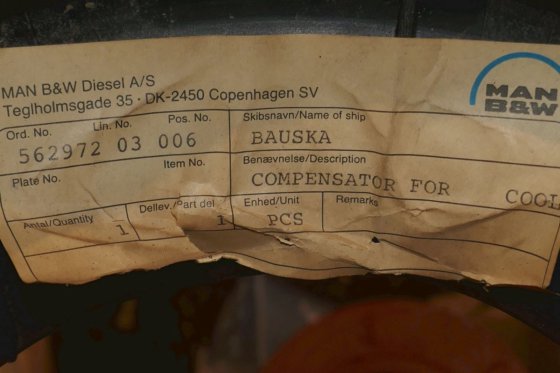 MAN B&W Diesel A/S
Teglholmsgade 35 · DK-2450 Copenhagen SV
MAN
B&W
Ord. No. Lin. No. Pos. No.
562972 03 006
Skibsnavn/Name of ship
BAUSKA
Plate No. Item No.
Benævnelse/Description
COMPENSATOR FOR COOL
Antal/Quantity
1
Dellev./Part del
1
Enhed/Unit
PCS
Remarks